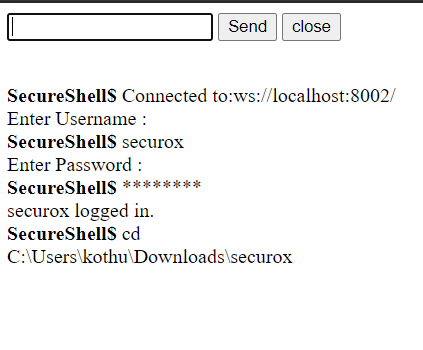 Send close
SecureShell$ Connected to:ws://localhost:8002/
Enter Username :
SecureShell$ securox
Enter Password :
SecureShell$ ********
securox logged in.
SecureShell$ cd
C:\Users\kothu\Downloads\securox